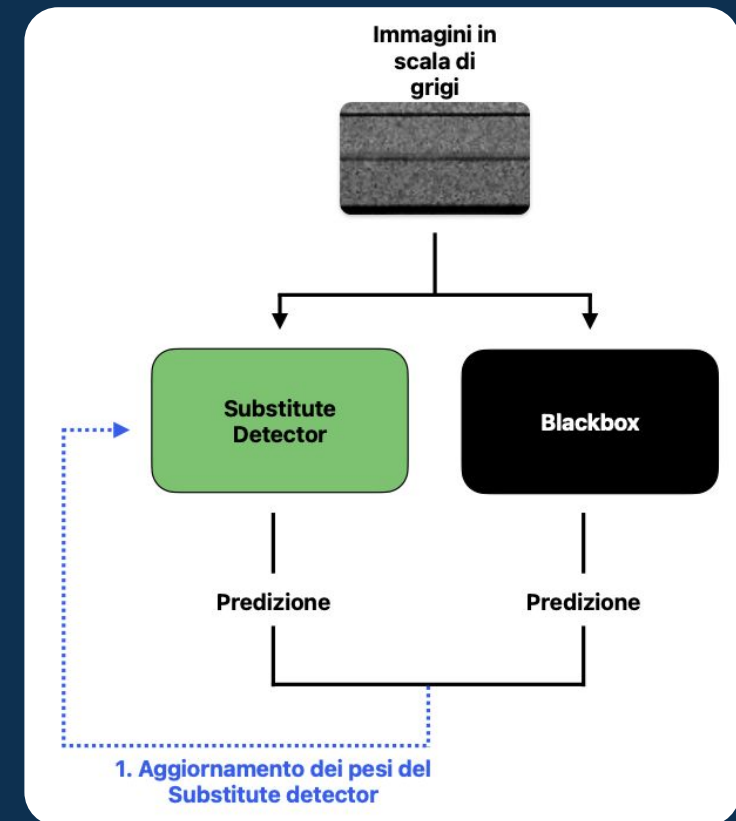 Immagini in
scala di
grigi
Substitute
Detector
Blackbox
Predizione
Predizione
1. Aggiornamento dei pesi del
Substitute detector